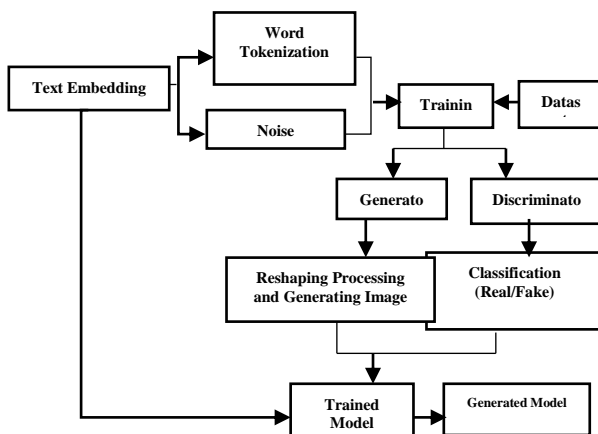 Word
Tokenization
Text Embedding
Noise
Trainin
Datas
Generato
Discriminato
Reshaping Processing
and Generating Image
Classification
(Real/Fake)
Trained
Model
Generated Model